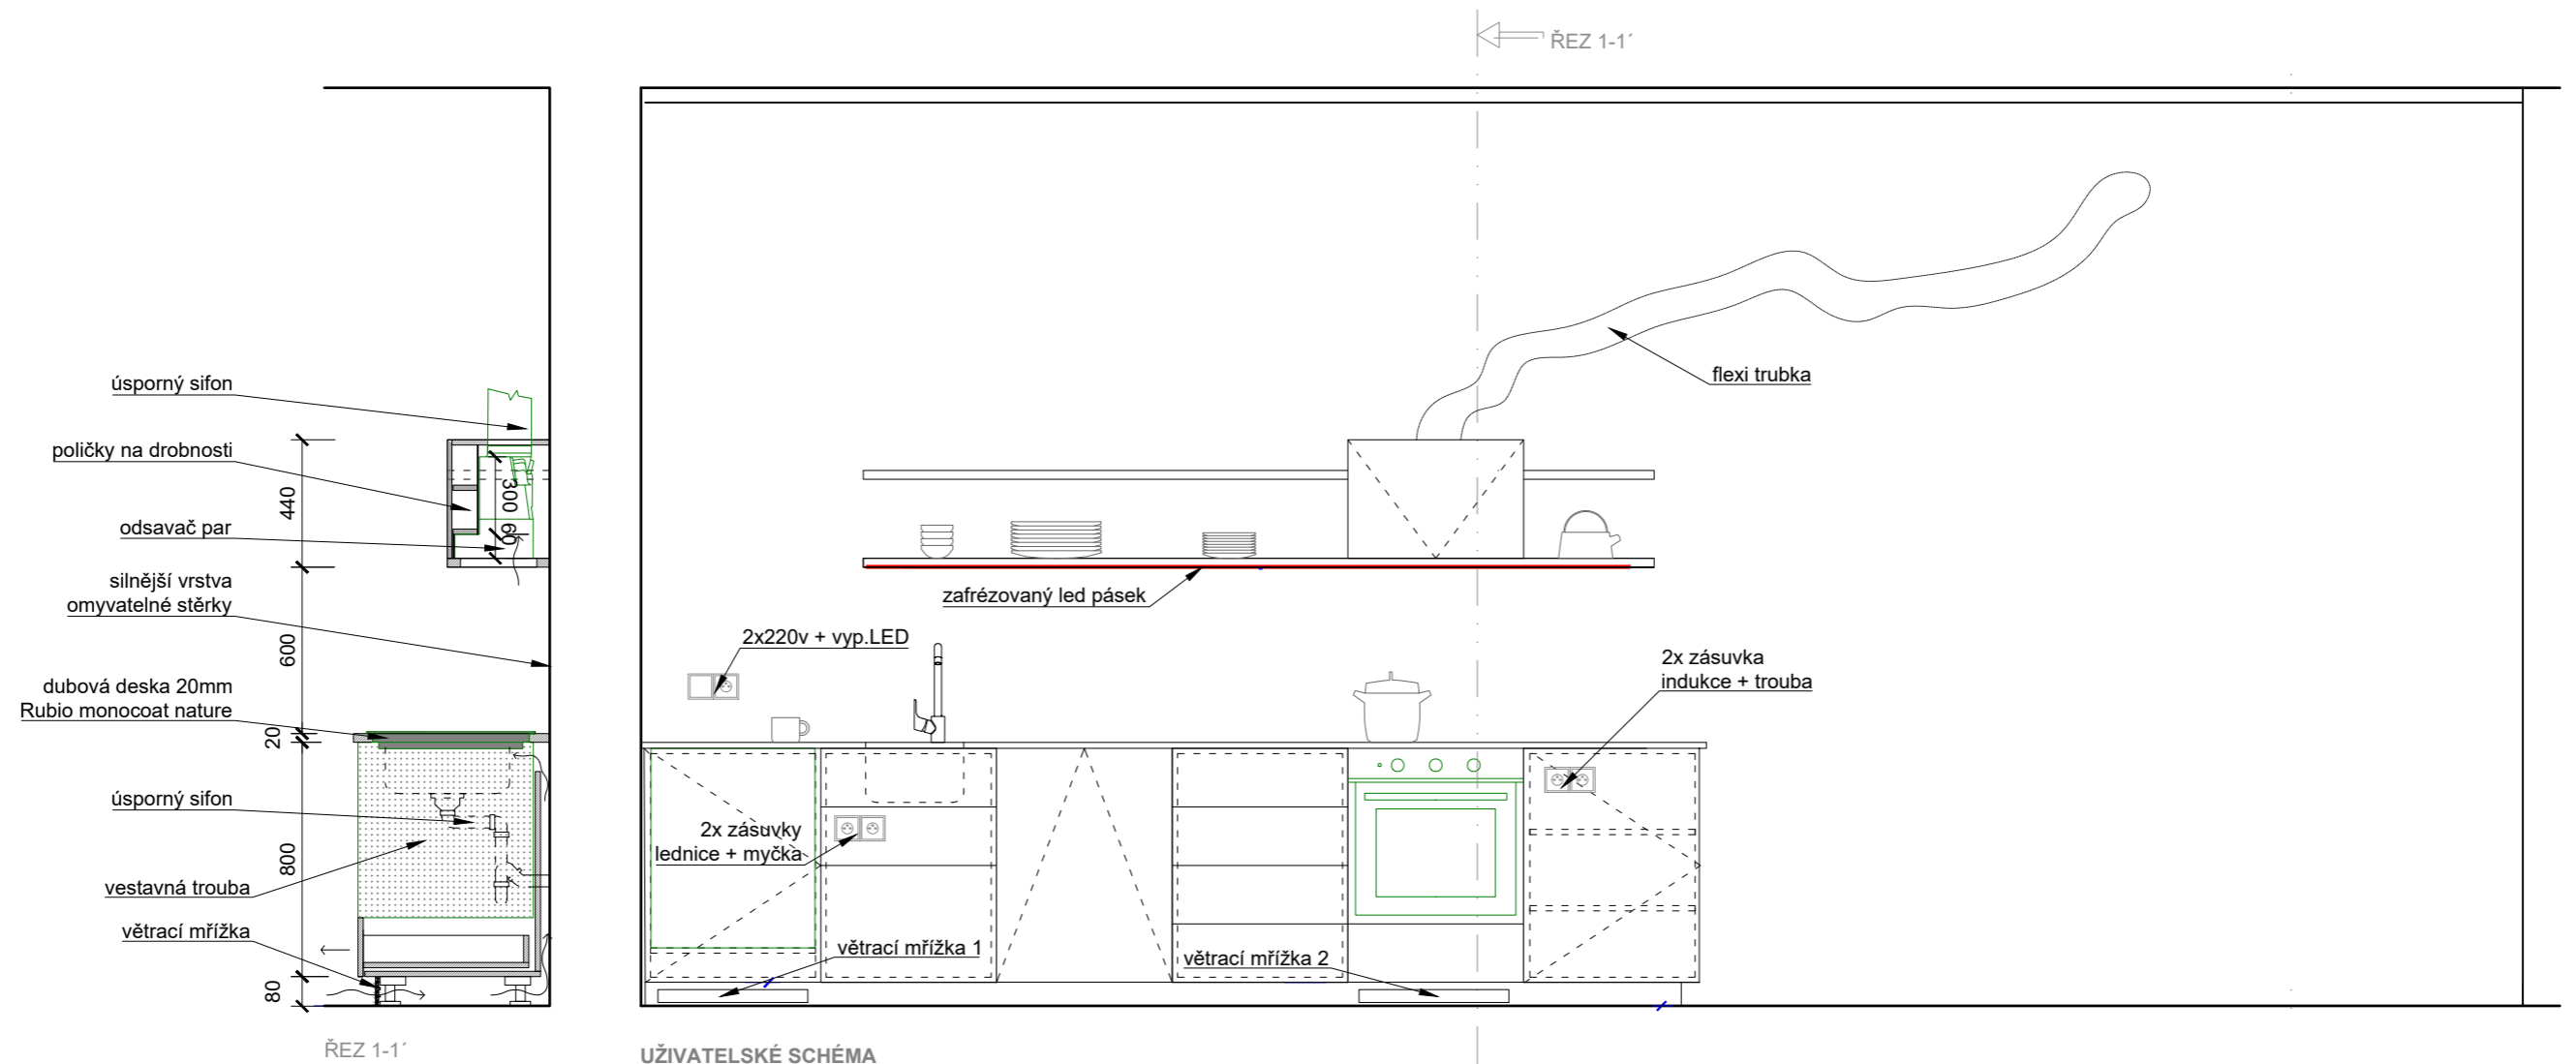 ŘEZ 1-1´
úsporný sifon
poličky na drobnosti
odsavač par
silnější vrstva
omyvatelné stěrky
dubová deska 20mm
Rubio monocoat nature
úsporný sifon
vestavná trouba
větrací mřížka
440
600
20
800
80
300
60
ŘEZ 1-1´
flexi trubka
zafrézovaný led pásek
2x220v + vyp.LED
2x zásuvka
indukce + trouba
2x zásuvky
lednice + myčka
větrací mřížka 1
větrací mřížka 2
UŽIVATELSKÉ SCHÉMA